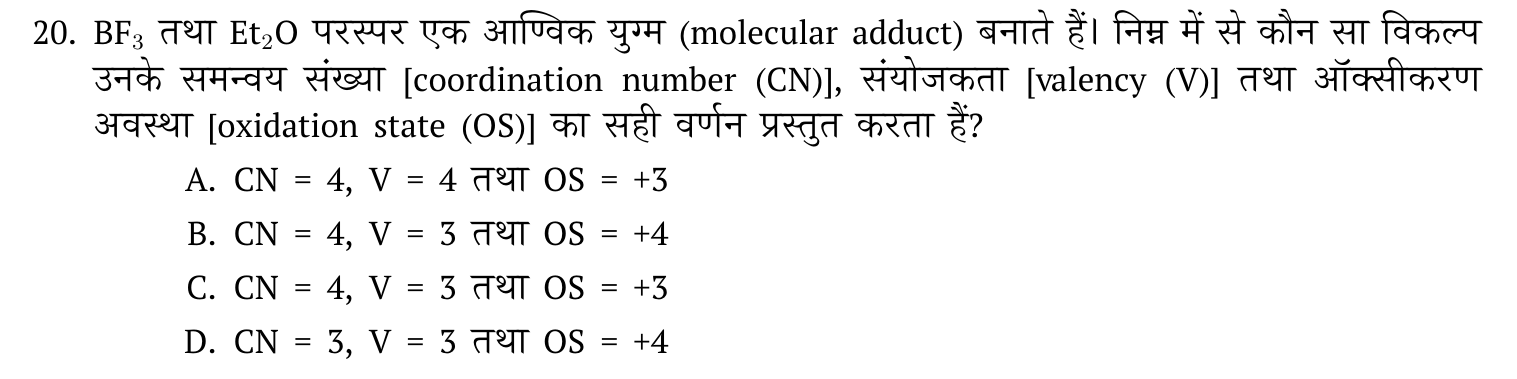 20. BF₃ तथा Et₂O परस्पर एक आण्विक युग्म (molecular adduct) बनाते हैं। निम्न में से कौन सा विकल्प
उनके समन्वय संख्या [coordination number (CN)], संयोजकता [valency (V)] तथा ऑक्सीकरण
अवस्था [oxidation state (OS)] का सही वर्णन प्रस्तुत करता हैं?
A. CN = 4, V = 4 तथा OS = +3
B. CN = 4, V = 3 तथा OS = +4
C. CN = 4, V = 3 तथा OS = +3
D. CN = 3, V = 3 तथा OS = +4